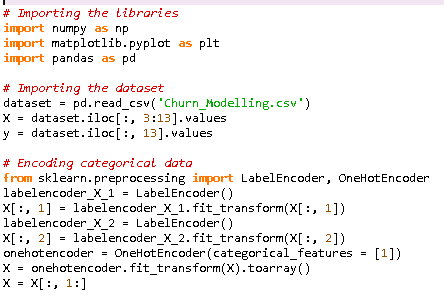 # Importing the libraries
import numpy as np
import matplotlib.pyplot as plt
import pandas as pd
# Importing the dataset
dataset = pd.read_csv('Churn_Modelling.csv')
X = dataset.iloc[:, 3:13].values
y = dataset.iloc[:, 13].values
# Encoding categorical data
from sklearn.preprocessing import LabelEncoder, OneHotEncoder
labelencoder_X_1 = LabelEncoder()
X[:, 1] = labelencoder_X_1.fit_transform(X[:, 1])
labelencoder_X_2 = LabelEncoder()
X[:, 2] = labelencoder_X_2.fit_transform(X[:, 2])
onehotencoder = OneHotEncoder(categorical_features = [1])
X = onehotencoder.fit_transform(X).toarray()
X = X[:, 1:]